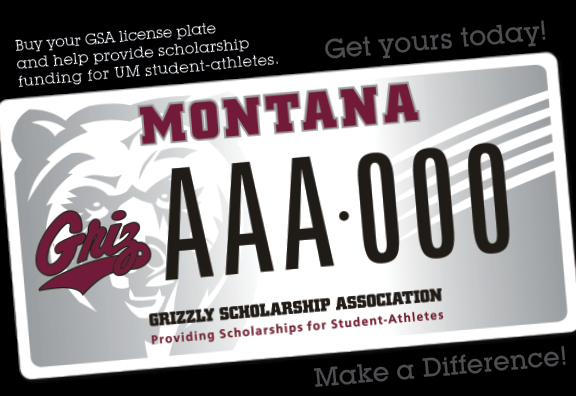 Buy your GSA license plate
and help provide scholarship
funding for UM student-athletes.
Get yours today!
MONTANA
AAA·000
Griz
GRIZZLY SCHOLARSHIP ASSOCIATION
Providing Scholarships for Student-Athletes
Make a Difference!